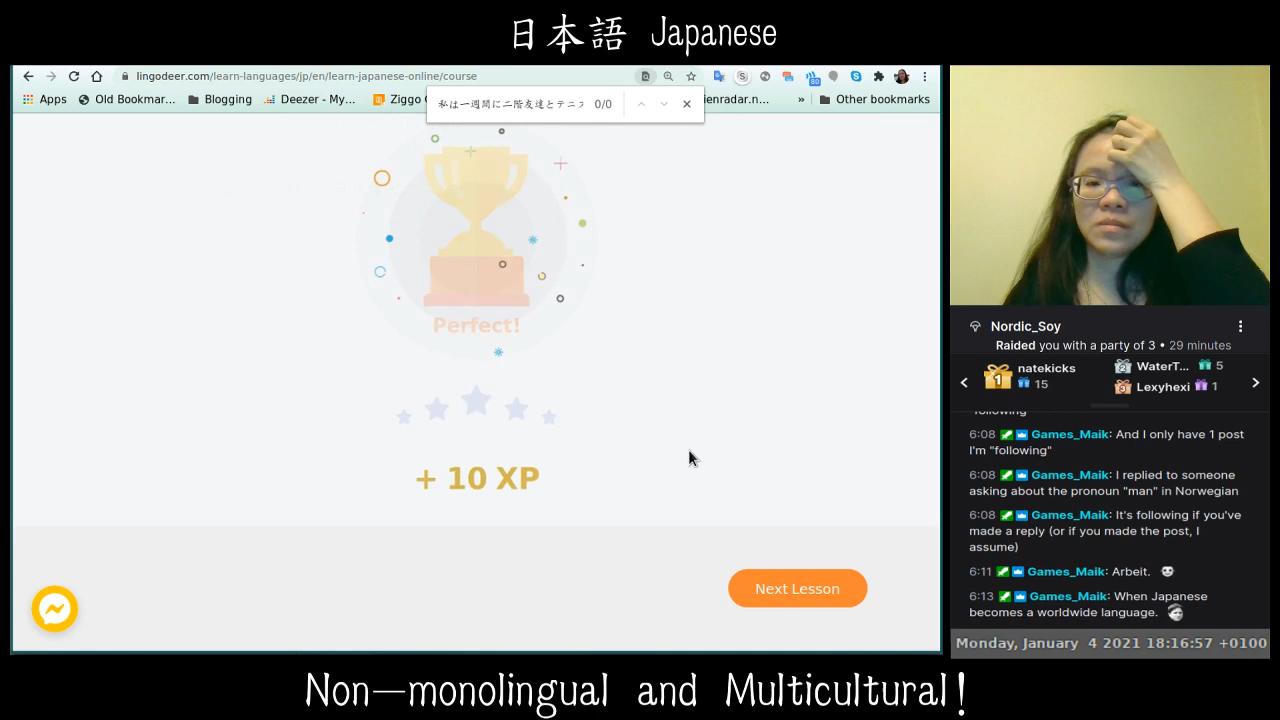 日本語 Japanese
lingodeer.com/learn-languages/jp/en/learn-japanese-online/course
80
Apps
Old Bookmar...
Blogging
Deezer - My...
Ziggo
ienradar.n...
»
Other bookmarks
私は一週間に二階友達とテニス
0/0
Perfect!
+ 10 XP
Next Lesson
Nordic_Soy
Raided you with a party of 3 • 29 minutes
1
natekicks
15
2
WaterT...
5
3
Lexyhexi
1
"following"
6:08 Games_Maik: And I only have 1 post
I'm "following"
6:08 Games_Maik: I replied to someone
asking about the pronoun "man" in Norwegian
6:08 Games_Maik: It's following if you've
made a reply (or if you made the post, I
assume)
6:11 Games_Maik: Arbeit.
6:13 Games_Maik: When Japanese
becomes a worldwide language.
Monday, January 4 2021 18:16:57 +0100
Non—monolingual and Multicultural!